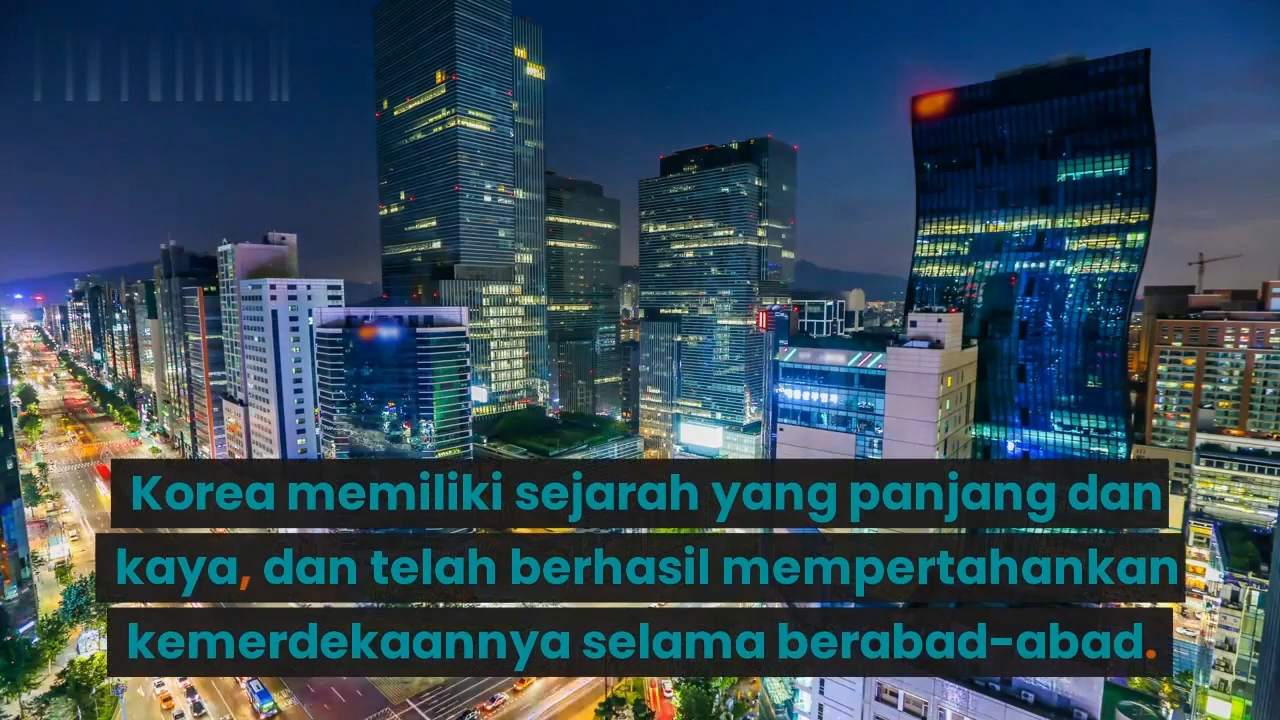 Korea memiliki sejarah yang panjang dan
kaya, dan telah berhasil mempertahankan
kemerdekaannya selama berabad-abad.